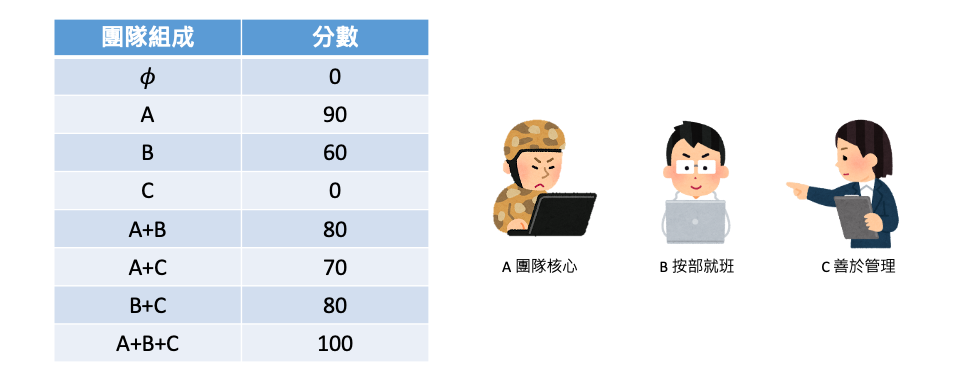 團隊組成 分數
ϕ 0
A 90
B 60
C 0
A+B 80
A+C 70
B+C 80
A+B+C 100
A 團隊核心 B 按部就班 C 善於管理